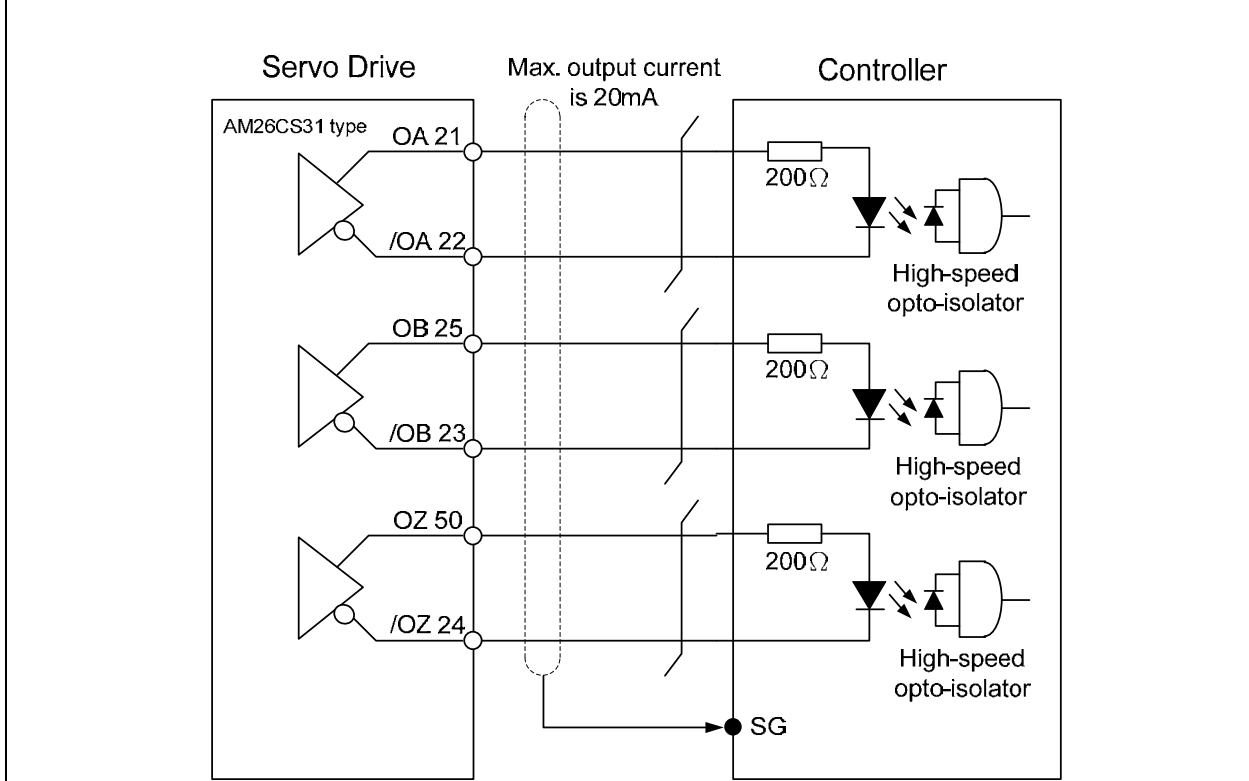 Servo Drive
Max. output current
is 20mA
Controller
AM26CS31 type
OA 21
200Ω
/OA 22
High-speed
opto-isolator
OB 25
200Ω
/OB 23
High-speed
opto-isolator
OZ 50
200Ω
/OZ 24
High-speed
opto-isolator
SG